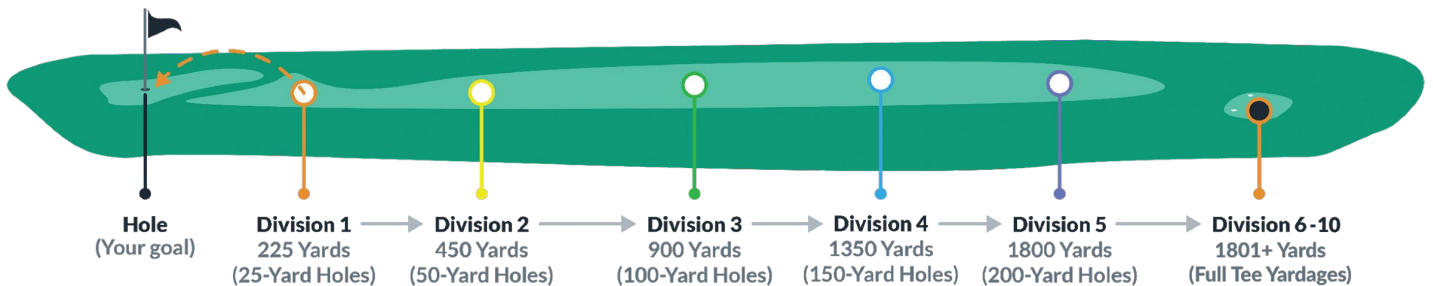 Hole
(Your goal)
Division 1
225 Yards
(25-Yard Holes)
Division 2
450 Yards
(50-Yard Holes)
Division 3
900 Yards
(100-Yard Holes)
Division 4
1350 Yards
(150-Yard Holes)
Division 5
1800 Yards
(200-Yard Holes)
Division 6-10
1801+ Yards
(Full Tee Yardages)